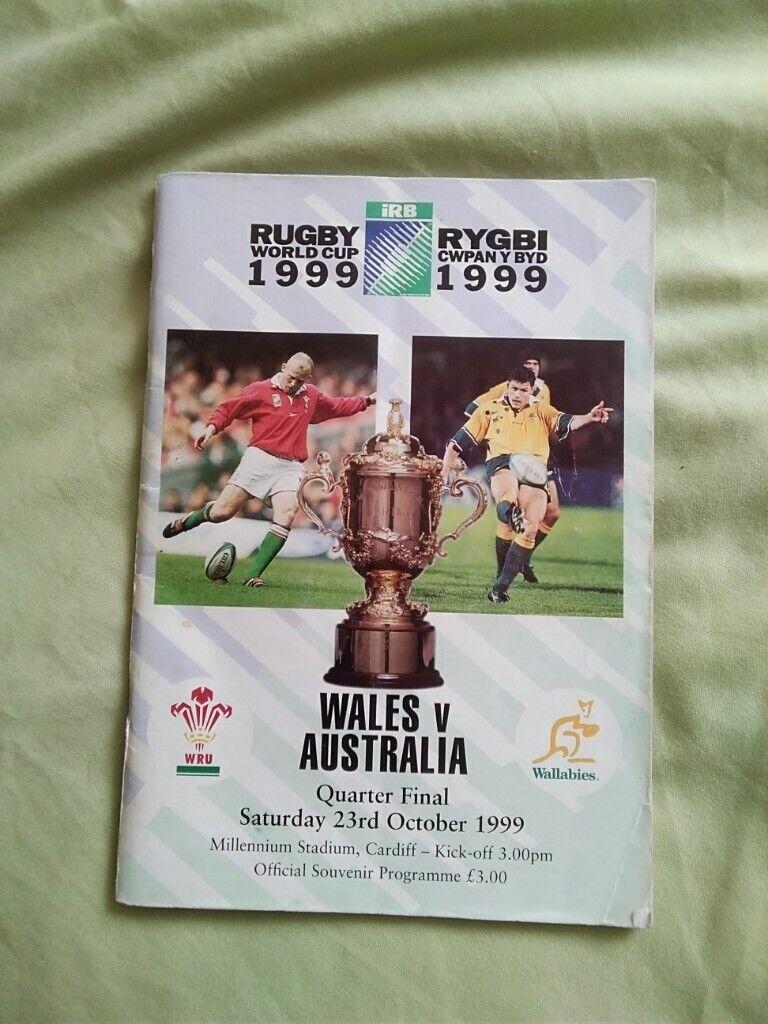 iRB
RUGBY
WORLD CUP
1999
RYGBI
CWPAN Y BYD
1999
WALES v
AUSTRALIA
WRU
Wallabies
Quarter Final
Saturday 23rd October 1999
Millennium Stadium, Cardiff – Kick-off 3.00pm
Official Souvenir Programme £3.00